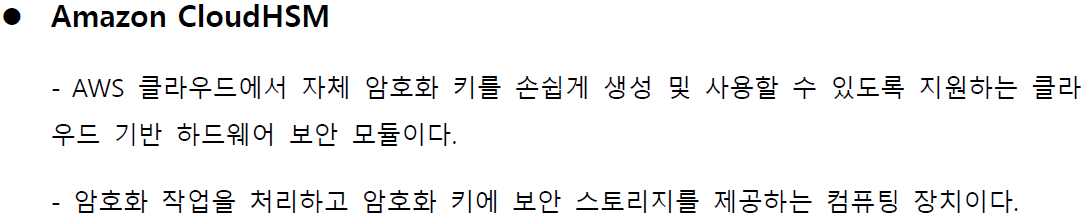 ● Amazon CloudHSM
- AWS 클라우드에서 자체 암호화 키를 손쉽게 생성 및 사용할 수 있도록 지원하는 클라
우드 기반 하드웨어 보안 모듈이다.
- 암호화 작업을 처리하고 암호화 키에 보안 스토리지를 제공하는 컴퓨팅 장치이다.